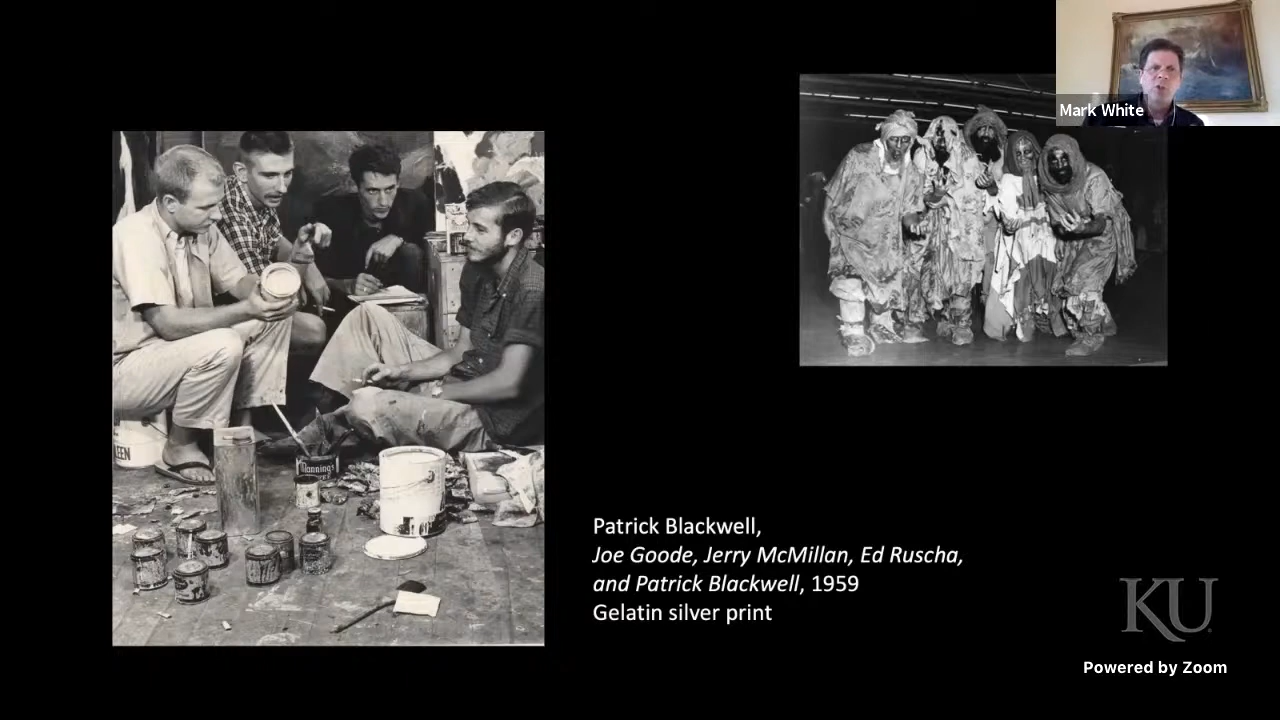 Mark White
EEN
Manning's
Patrick Blackwell,
Joe Goode, Jerry McMillan, Ed Ruscha,
and Patrick Blackwell, 1959
Gelatin silver print
KU
Powered by Zoom